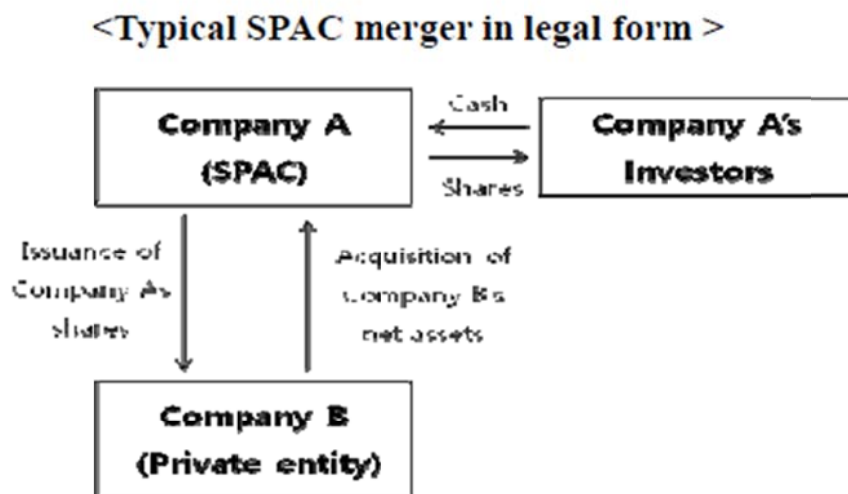 <Typical SPAC merger in legal form >
Company A
(SPAC)
Cash
Shares
Company A's
Investors
Issuance of
Company A's
shares
Acquisition of
Company B's
net assets
Company B
(Private entity)